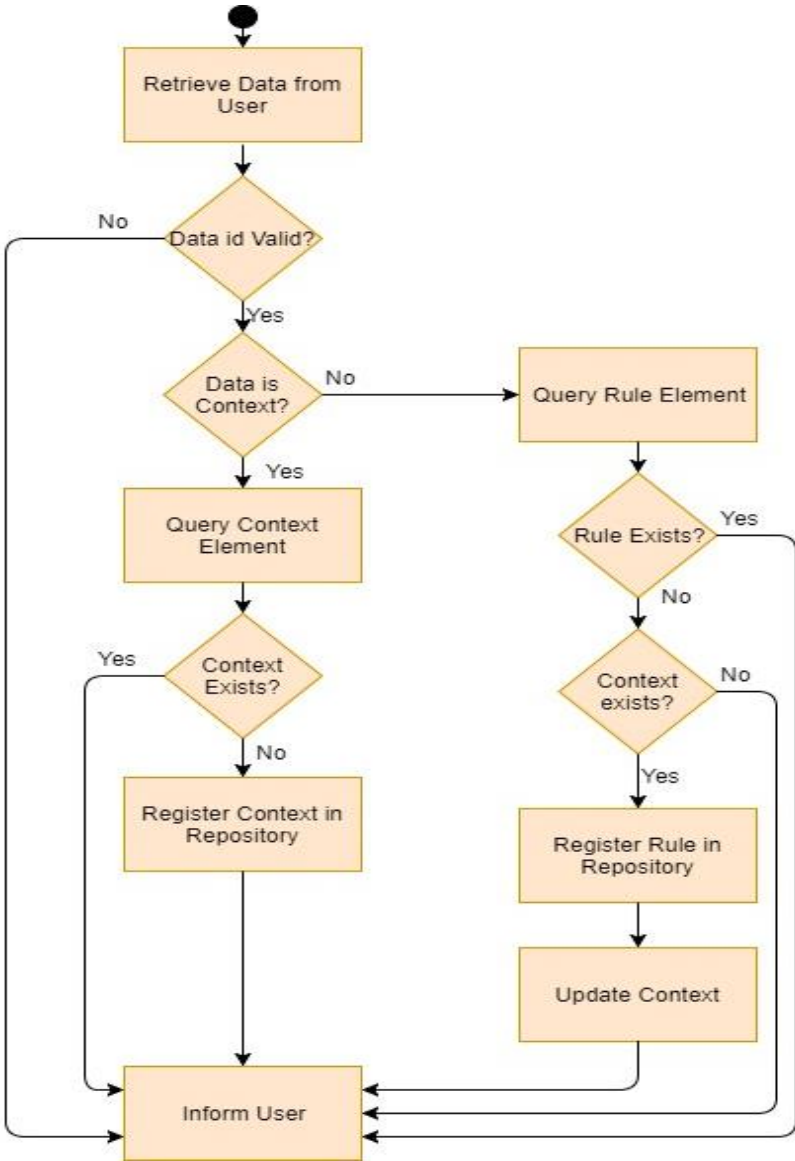 Retrieve Data from
User
No
Data id Valid?
Yes
Data is
Context?
No
Query Rule Element
Yes
Query Context
Element
Rule Exists?
Yes
No
Yes
Context
Exists?
Context
exists?
No
No
Yes
Register Context in
Repository
Register Rule in
Repository
Update Context
Inform User